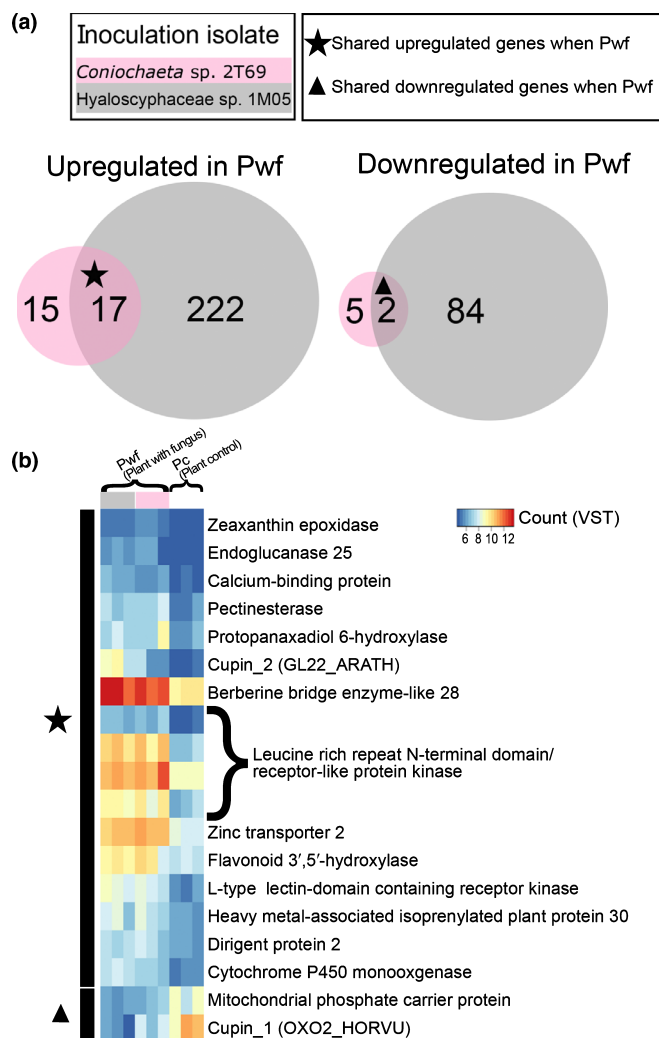 (a)
Inoculation isolate
Coniochaeta sp. 2T69
Hyaloscyphaceae sp. 1M05
Shared upregulated genes when Pwf
Shared downregulated genes when Pwf
Upregulated in Pwf
Downregulated in Pwf
15 17 222
5 2 84
(b)
Pwf
(Plant with fungus)
Pc
(Plant control)
Count (VST)
6 8 10 12
Zeaxanthin epoxidase
Endoglucanase 25
Calcium-binding protein
Pectinesterase
Protopanaxadiol 6-hydroxylase
Cupin_2 (GL22_ARATH)
Berberine bridge enzyme-like 28
Leucine rich repeat N-terminal domain/
receptor-like protein kinase
Zinc transporter 2
Flavonoid 3′,5′-hydroxylase
L-type lectin-domain containing receptor kinase
Heavy metal-associated isoprenylated plant protein 30
Dirigent protein 2
Cytochrome P450 monooxgenase
Mitochondrial phosphate carrier protein
Cupin_1 (OXO2_HORVU)